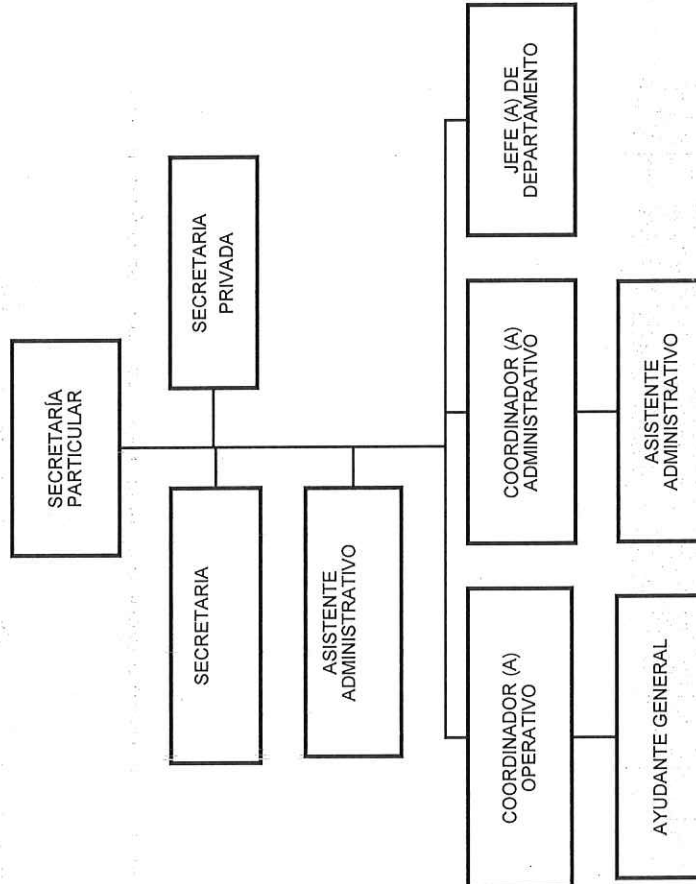 SECRETARÍA
PARTICULAR
SECRETARIA
SECRETARIA
PRIVADA
ASISTENTE
ADMINISTRATIVO
COORDINADOR (A)
OPERATIVO
COORDINADOR (A)
ADMINISTRATIVO
JEFE (A) DE
DEPARTAMENTO
AYUDANTE GENERAL
ASISTENTE
ADMINISTRATIVO